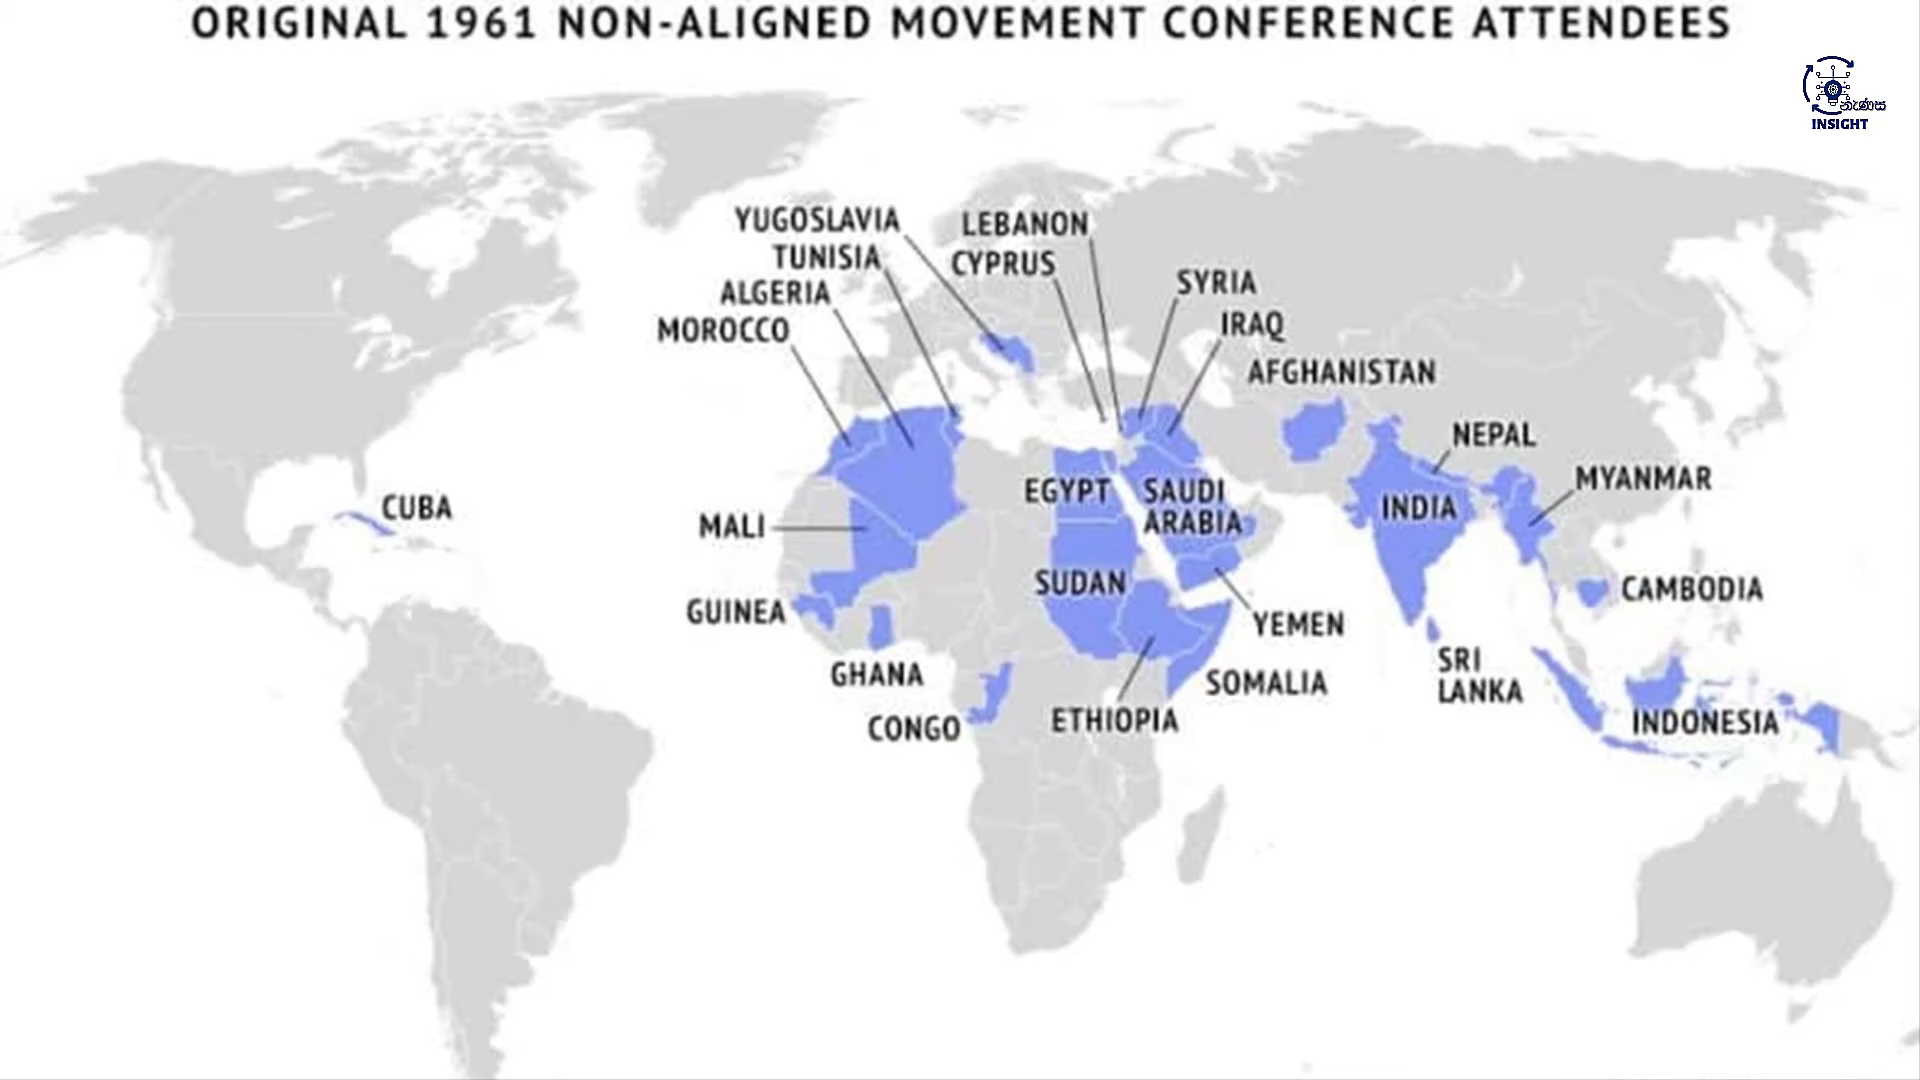 ORIGINAL 1961 NON-ALIGNED MOVEMENT CONFERENCE ATTENDEES
INSIGHT
YUGOSLAVIA
LEBANON
TUNISIA
CYPRUS
SYRIA
ALGERIA
IRAQ
MOROCCO
AFGHANISTAN
NEPAL
MYANMAR
CUBA
EGYPT
SAUDI
ARABIA
INDIA
MALI
SUDAN
CAMBODIA
GUINEA
YEMEN
GHANA
SRI
LANKA
SOMALIA
CONGO
ETHIOPIA
INDONESIA